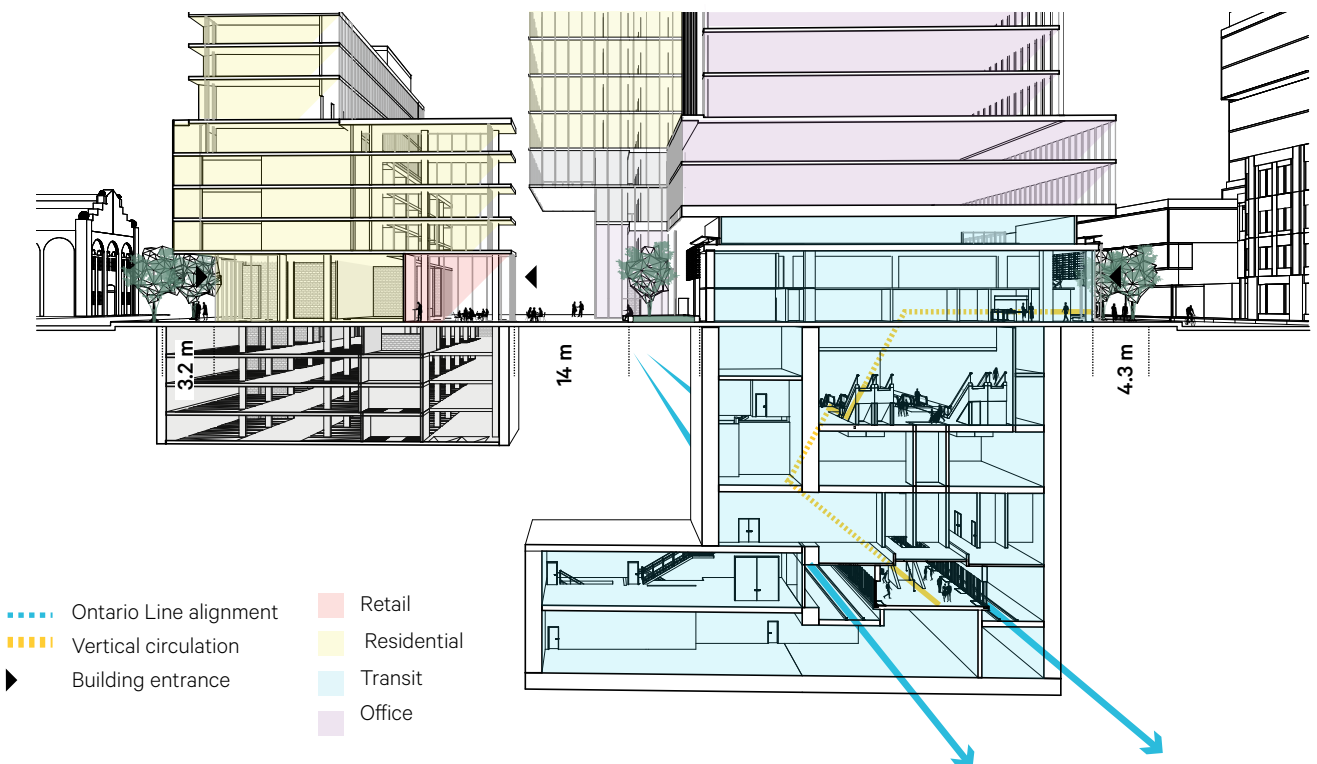 3.2 m
14 m
4.3 m
Ontario Line alignment
Vertical circulation
Building entrance
Retail
Residential
Transit
Office